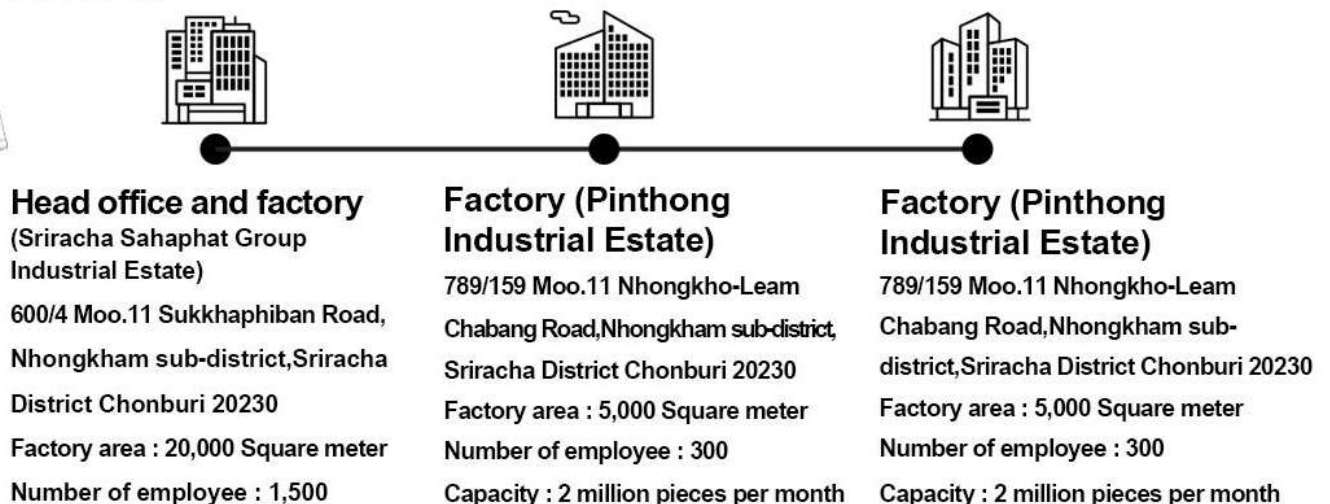 Head office and factory
(Sriracha Sahaphat Group
Industrial Estate)
600/4 Moo.11 Sukkhaphiban Road,
Nhongkham sub-district,Sriracha
District Chonburi 20230
Factory area : 20,000 Square meter
Number of employee : 1,500
Factory (Pinthong
Industrial Estate)
789/159 Moo.11 Nhongkho-Leam
Chabang Road,Nhongkham sub-district,
Sriracha District Chonburi 20230
Factory area : 5,000 Square meter
Number of employee : 300
Capacity : 2 million pieces per month
Factory (Pinthong
Industrial Estate)
789/159 Moo.11 Nhongkho-Leam
Chabang Road,Nhongkham sub-
district,Sriracha District Chonburi 20230
Factory area : 5,000 Square meter
Number of employee : 300
Capacity : 2 million pieces per month